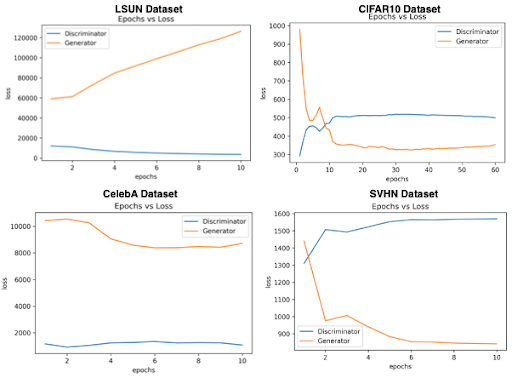 LSUN Dataset
Epochs vs Loss
Discriminator
Generator
120000
100000
80000
60000
40000
20000
0
loss
2
4
6
8
10
epochs
CIFAR10 Dataset
Epochs vs Loss
Discriminator
Generator
1000
900
800
700
600
500
400
300
loss
0
10
20
30
40
50
60
epochs
CelebA Dataset
Epochs vs Loss
Discriminator
Generator
10000
8000
6000
4000
2000
loss
2
4
6
8
10
epochs
SVHN Dataset
Epochs vs Loss
1600
1500
1400
1300
1200
1100
1000
900
loss
Discriminator
Generator
2
4
6
8
10
epochs